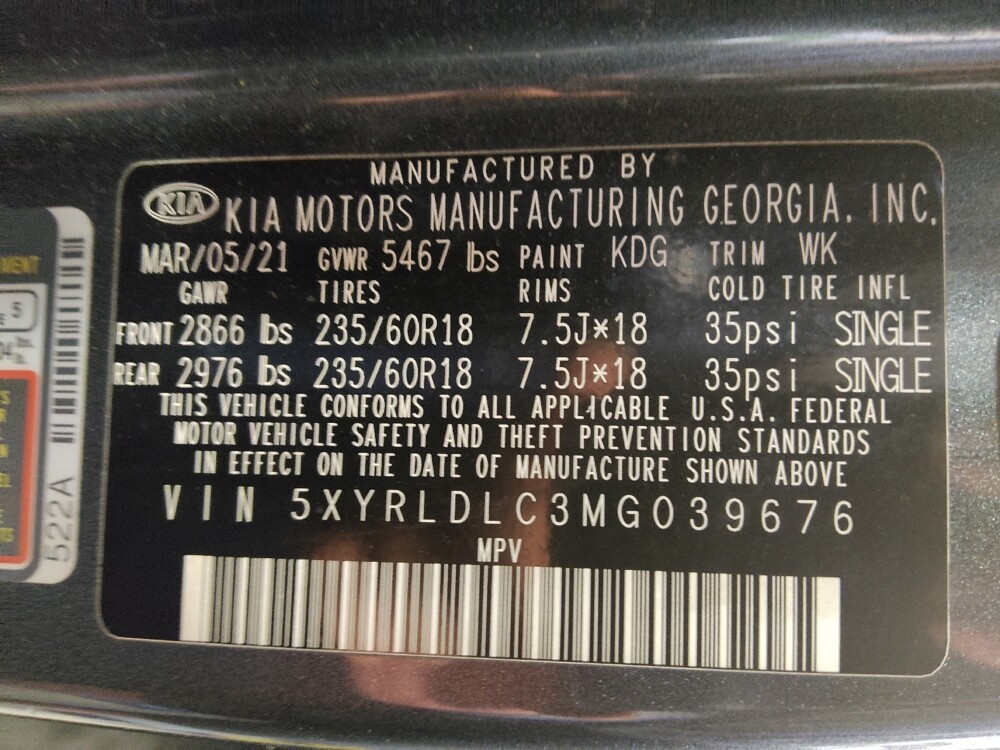 MANUFACTURED BY
KIA KIA MOTORS MANUFACTURING GEORGIA, INC.
MAR/05/21 GVWR 5467 lbs PAINT KDG TRIM WK
GAWR TIRES RIMS COLD TIRE INFL
FRONT 2866 lbs 235/60R18 7.5J*18 35psi SINGLE
REAR 2976 lbs 235/60R18 7.5J*18 35psi SINGLE
THIS VEHICLE CONFORMS TO ALL APPLICABLE U.S.A. FEDERAL
MOTOR VEHICLE SAFETY AND THEFT PREVENTION STANDARDS
IN EFFECT ON THE DATE OF MANUFACTURE SHOWN ABOVE
VIN 5XYRLDLC3MG039676
MPV
5
522A